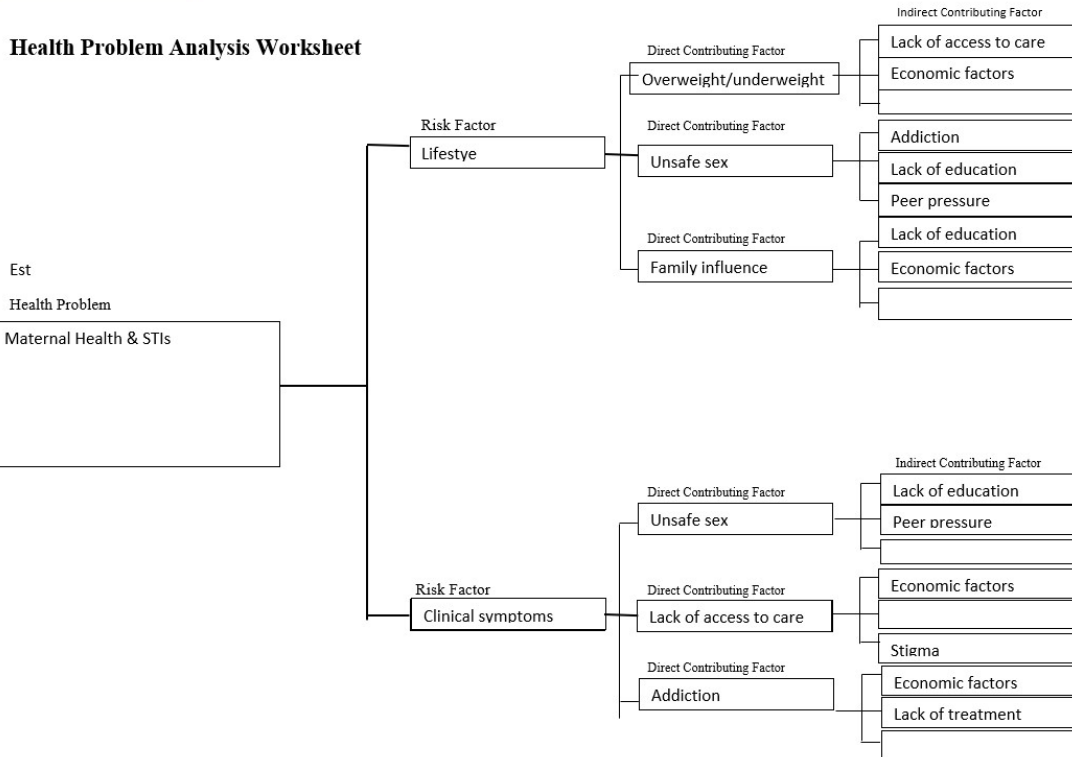 Health Problem Analysis Worksheet
Indirect Contributing Factor
Direct Contributing Factor
Overweight/underweight
Lack of access to care
Economic factors
Risk Factor
Lifestye
Direct Contributing Factor
Unsafe sex
Addiction
Lack of education
Peer pressure
Direct Contributing Factor
Family influence
Lack of education
Economic factors
Est
Health Problem
Maternal Health & STIs
Indirect Contributing Factor
Direct Contributing Factor
Unsafe sex
Lack of education
Peer pressure
Risk Factor
Clinical symptoms
Direct Contributing Factor
Lack of access to care
Economic factors
Stigma
Direct Contributing Factor
Addiction
Economic factors
Lack of treatment